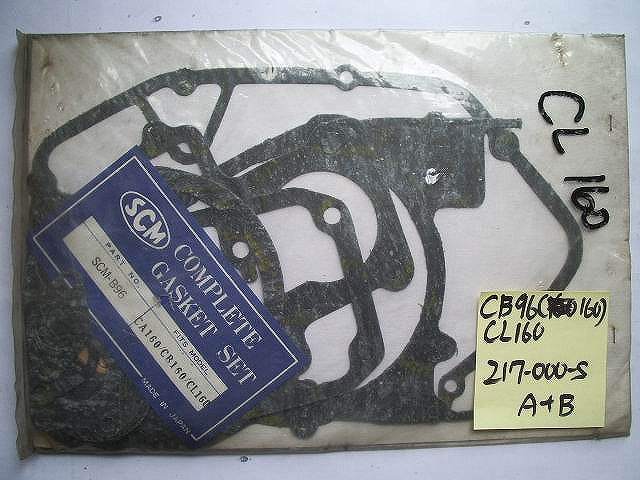 SCM
COMPLETE
GASKET SET
PART NO.
SCM-B96
FITS MODEL
CA160/CB160/CL160
MADE IN JAPAN
CL 160
CB96(160)
CL160
217-000-S
A+B